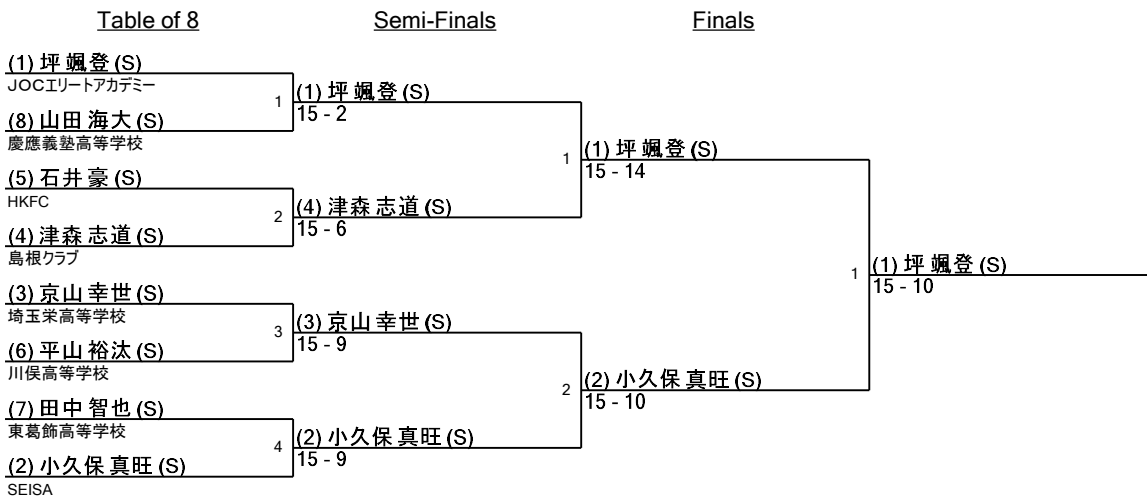 Table of 8
Semi-Finals
Finals
(1) 坪 颯登 (S)
JOCエリートアカデミー
1
(1) 坪 颯登 (S)
15 - 2
(8) 山田 海大 (S)
慶應義塾高等学校
1
(1) 坪 颯登 (S)
15 - 14
(5) 石井 豪 (S)
HKFC
2
(4) 津森 志道 (S)
15 - 6
(4) 津森 志道 (S)
島根クラブ
1
(1) 坪 颯登 (S)
15 - 10
(3) 京山 幸世 (S)
埼玉栄高等学校
3
(3) 京山 幸世 (S)
15 - 9
(6) 平山 裕汰 (S)
川俣高等学校
2
(2) 小久保 真旺 (S)
15 - 10
(7) 田中 智也 (S)
東葛飾高等学校
4
(2) 小久保 真旺 (S)
15 - 9
(2) 小久保 真旺 (S)
SEISA